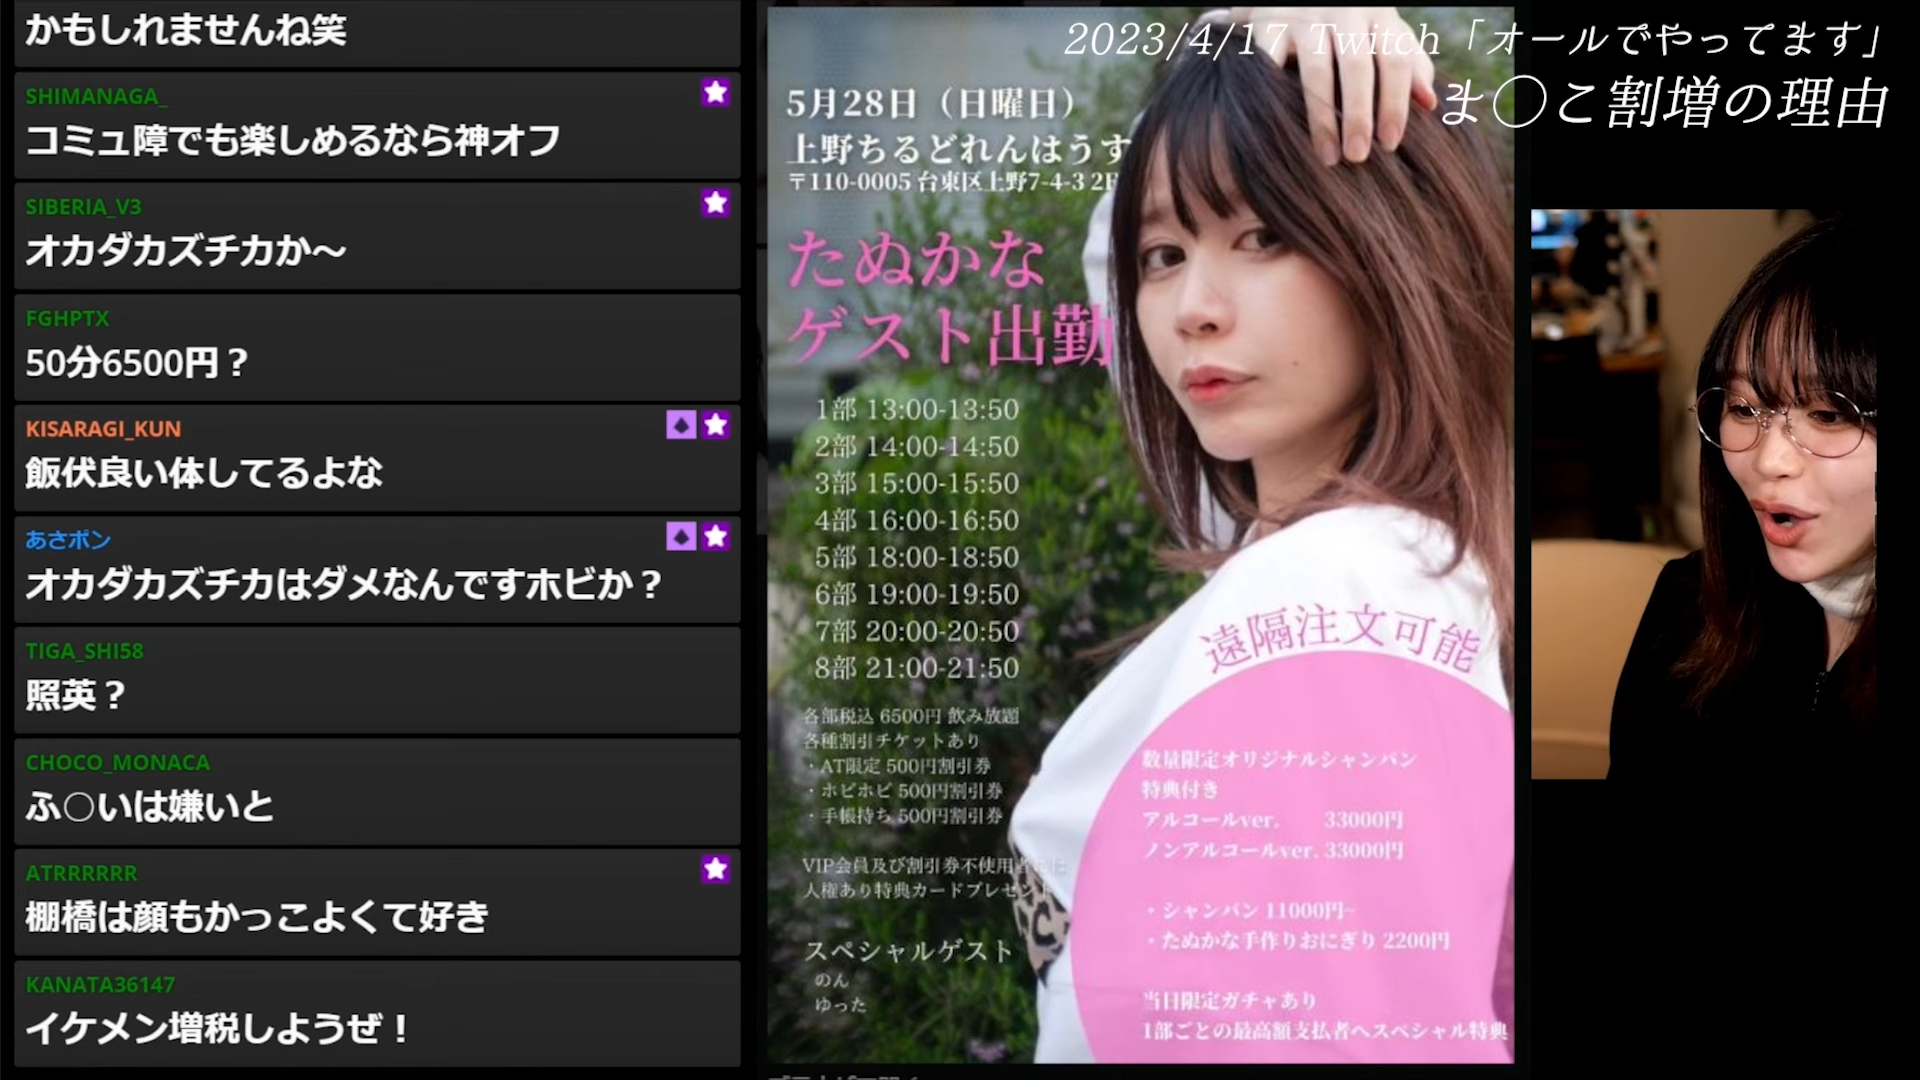 かもしれませんね笑
SHIMANAGA_
コミュ障でも楽しめるなら神オフ
SIBERIA_V3
オカダカズチカか〜
FGHPTX
50分6500円？
KISARAGI_KUN
飯伏良い体してるよな
あさポン
オカダカズチカはダメなんですホビか？
TIGA_SHI58
照英？
CHOCO_MONACA
ふ○いは嫌いと
ATRRRRRR
棚橋は顔もかっこよくて好き
KANATA36147
イケメン増税しようぜ！
2023/4/17 Twitch「オールでやってます」
ま◯こ割増の理由
5月28日（日曜日）
上野ちるどれんはうす
〒110-0005 台東区上野7-4-3 2F
たぬかな
ゲスト出勤
1部 13:00-13:50
2部 14:00-14:50
3部 15:00-15:50
4部 16:00-16:50
5部 18:00-18:50
6部 19:00-19:50
7部 20:00-20:50
8部 21:00-21:50
各部税込 6500円 飲み放題
各種割引チケットあり
・AT限定 500円割引券
・ホビホビ 500円割引券
・手帳持ち 500円割引券
VIP会員及び割引券不使用者には
人権あり特典カードプレゼント
スペシャルゲスト
のん
ゆった
遠隔注文可能
数量限定オリジナルシャンパン
特典付き
アルコールver. 33000円
ノンアルコールver. 33000円
・シャンパン 11000円~
・たぬかな手作りおにぎり 2200円
当日限定ガチャあり
1部ごとの最高額支払者へスペシャル特典